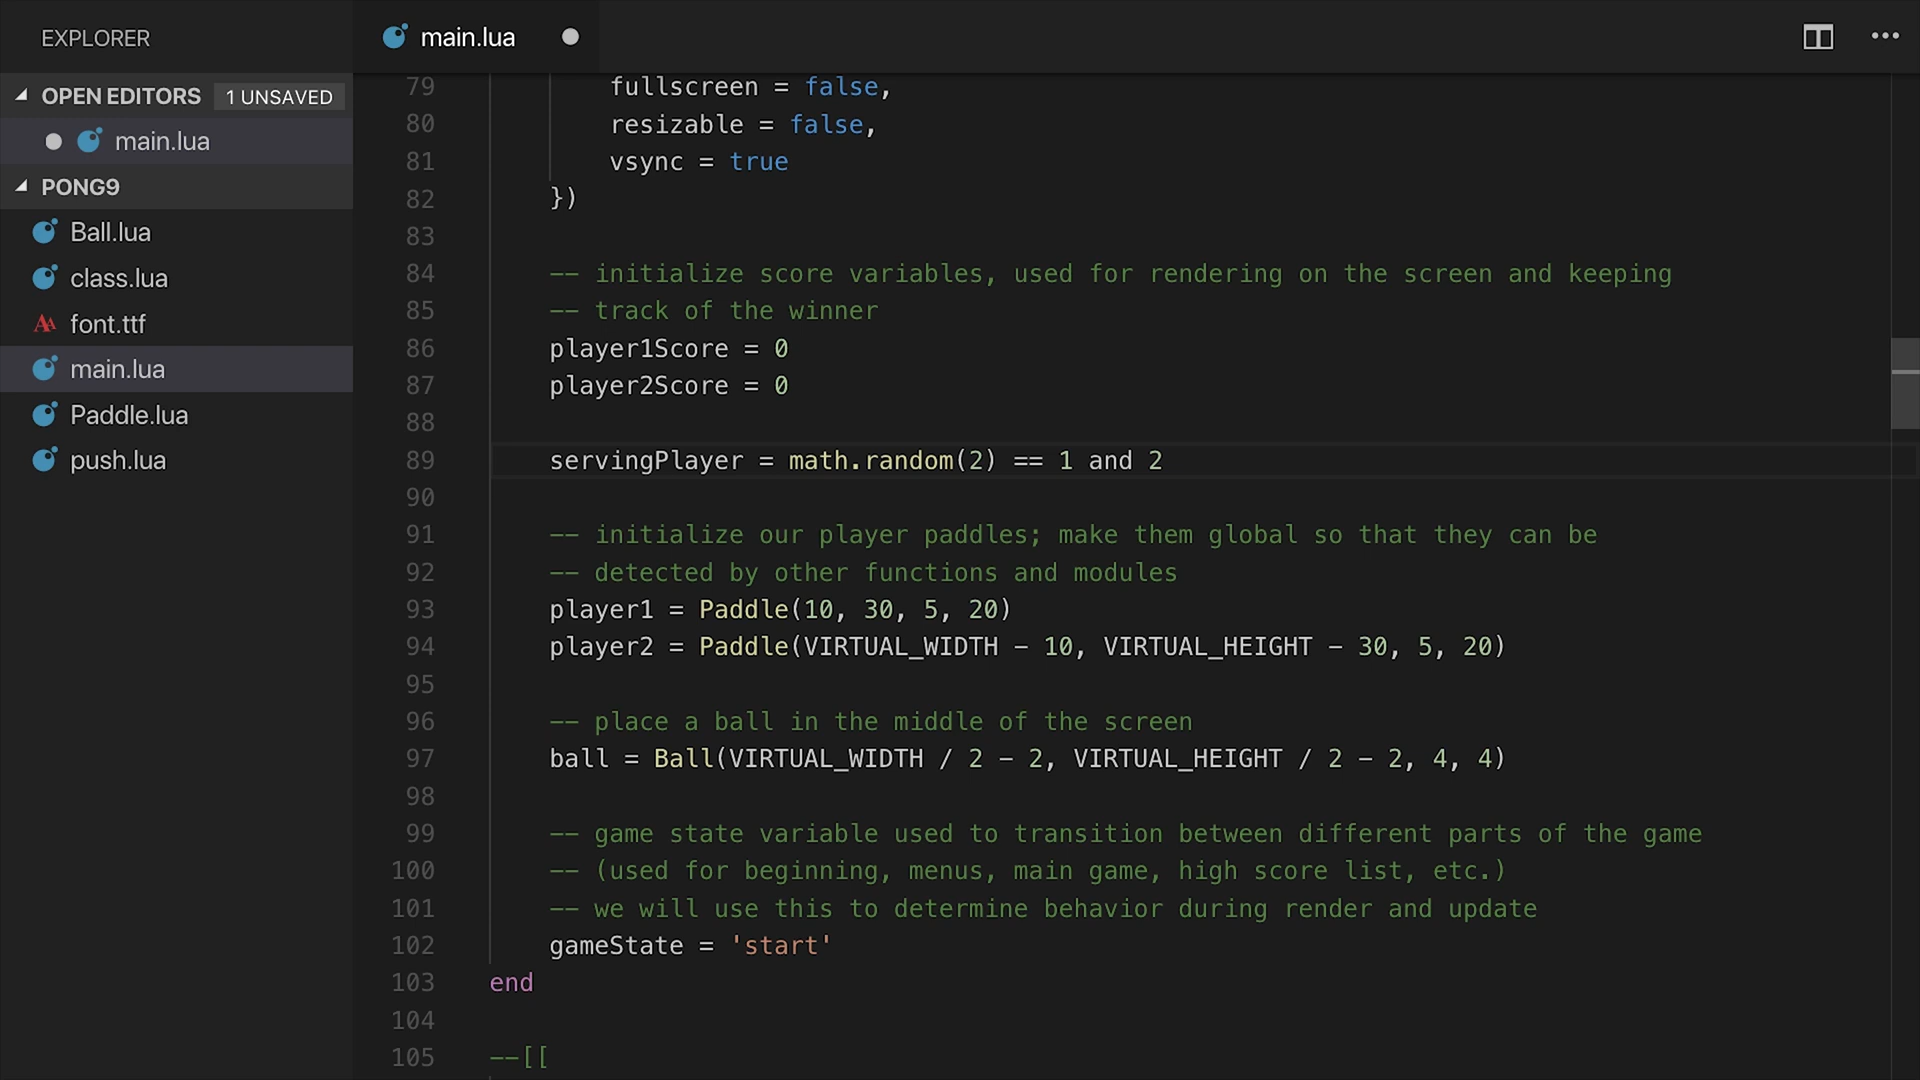 EXPLORER
OPEN EDITORS 1 UNSAVED
main.lua
PONG9
Ball.lua
class.lua
font.ttf
main.lua
Paddle.lua
push.lua
main.lua
79 fullscreen = false,
80 resizable = false,
81 vsync = true
82 })
83
84 -- initialize score variables, used for rendering on the screen and keeping
85 -- track of the winner
86 player1Score = 0
87 player2Score = 0
88
89 servingPlayer = math.random(2) == 1 and 2
90
91 -- initialize our player paddles; make them global so that they can be
92 -- detected by other functions and modules
93 player1 = Paddle(10, 30, 5, 20)
94 player2 = Paddle(VIRTUAL_WIDTH - 10, VIRTUAL_HEIGHT - 30, 5, 20)
95
96 -- place a ball in the middle of the screen
97 ball = Ball(VIRTUAL_WIDTH / 2 - 2, VIRTUAL_HEIGHT / 2 - 2, 4, 4)
98
99 -- game state variable used to transition between different parts of the game
100 -- (used for beginning, menus, main game, high score list, etc.)
101 -- we will use this to determine behavior during render and update
102 gameState = 'start'
103 end
104
105 --[[